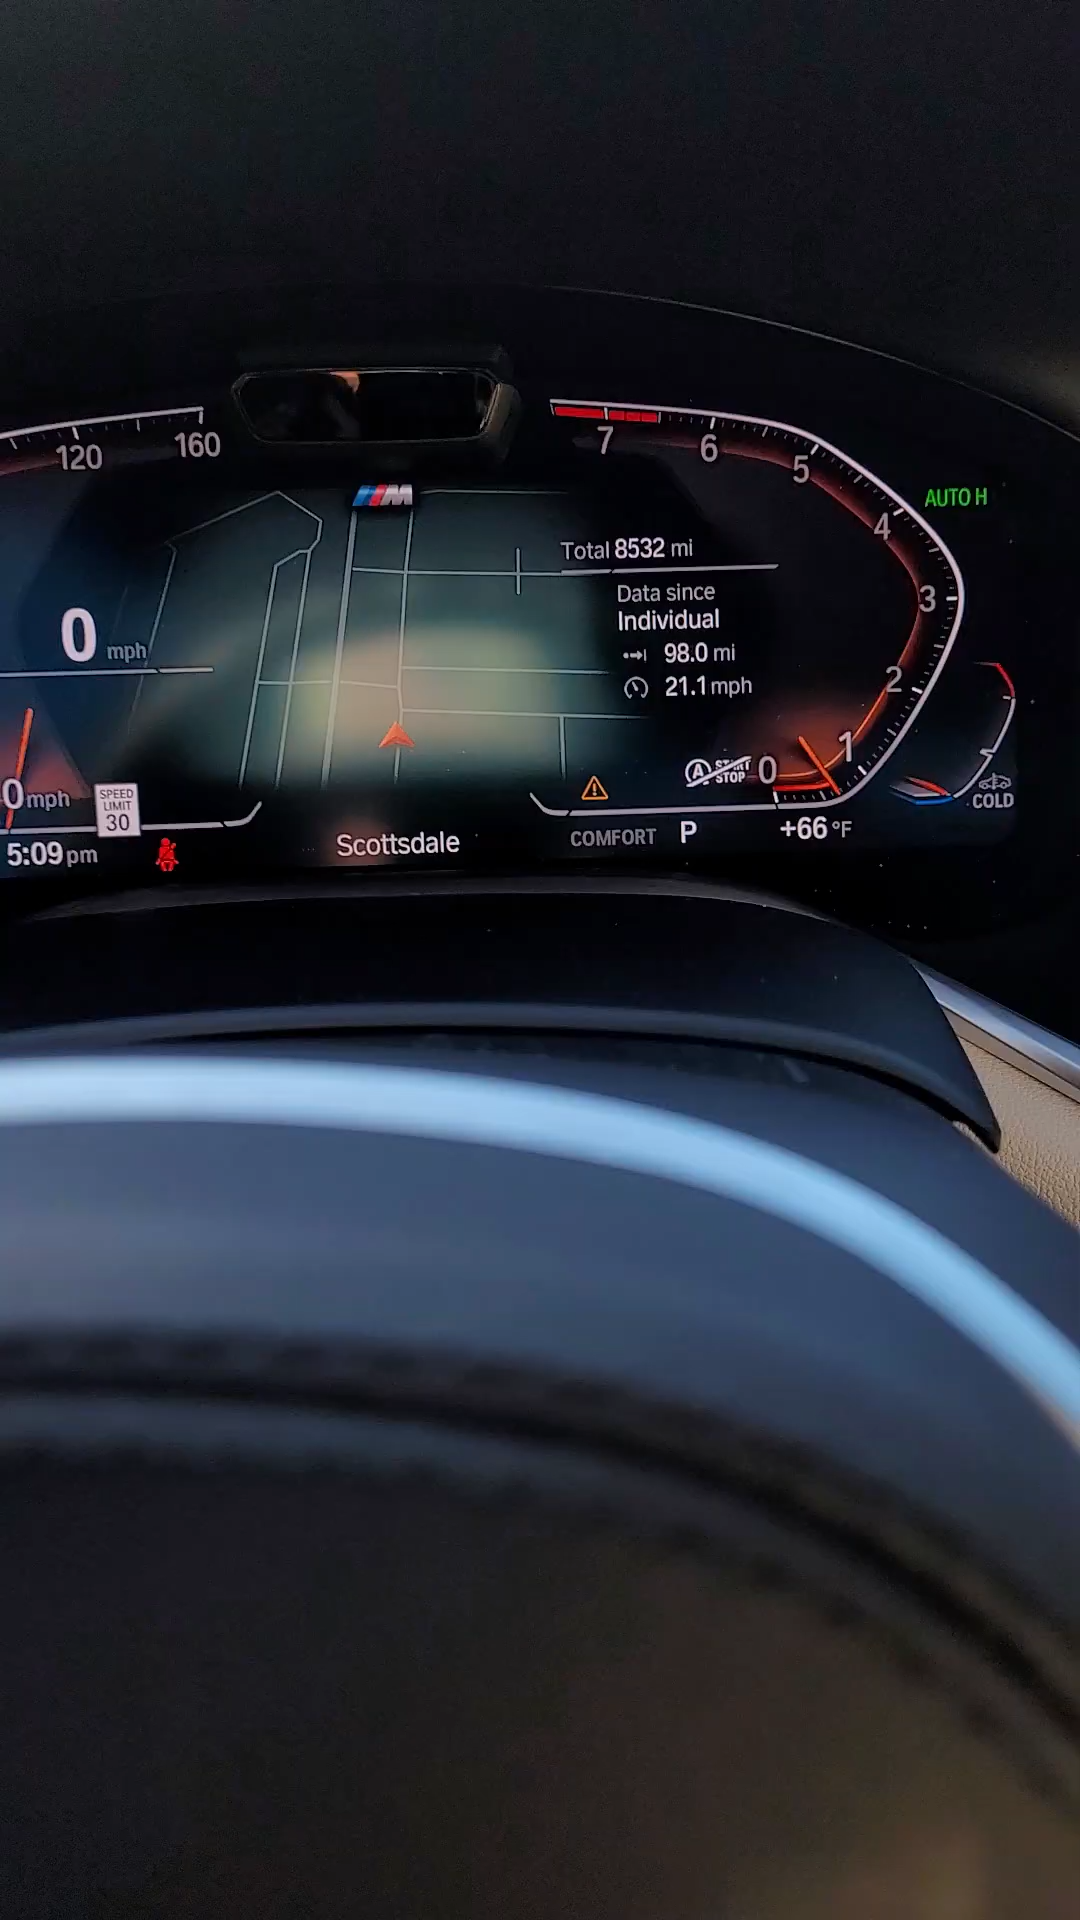 120
160
7
6
5
4
3
2
1
0
AUTO H
M
Total 8532 mi
Data since
Individual
98.0 mi
21.1 mph
0 mph
0 mph
SPEED
LIMIT
30
A START
STOP
COLD
5:09 pm
Scottsdale
COMFORT P
+66 °F